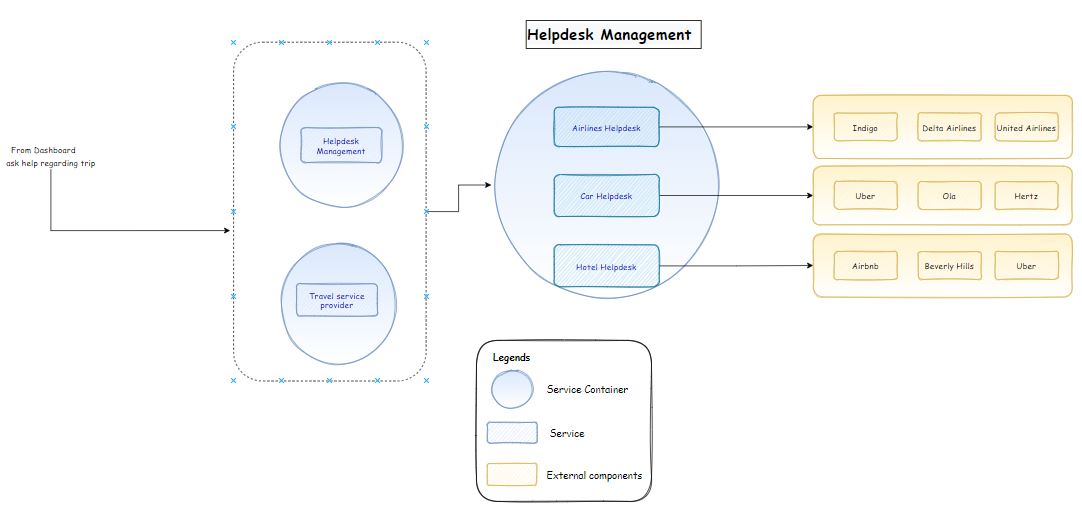 Helpdesk Management
From Dashboard
ask help regarding trip
Helpdesk
Management
Travel service
provider
Airlines Helpdesk
Car Helpdesk
Hotel Helpdesk
Indigo
Delta Airlines
United Airlines
Uber
Ola
Hertz
Airbnb
Beverly Hills
Uber
Legends
Service Container
Service
External components